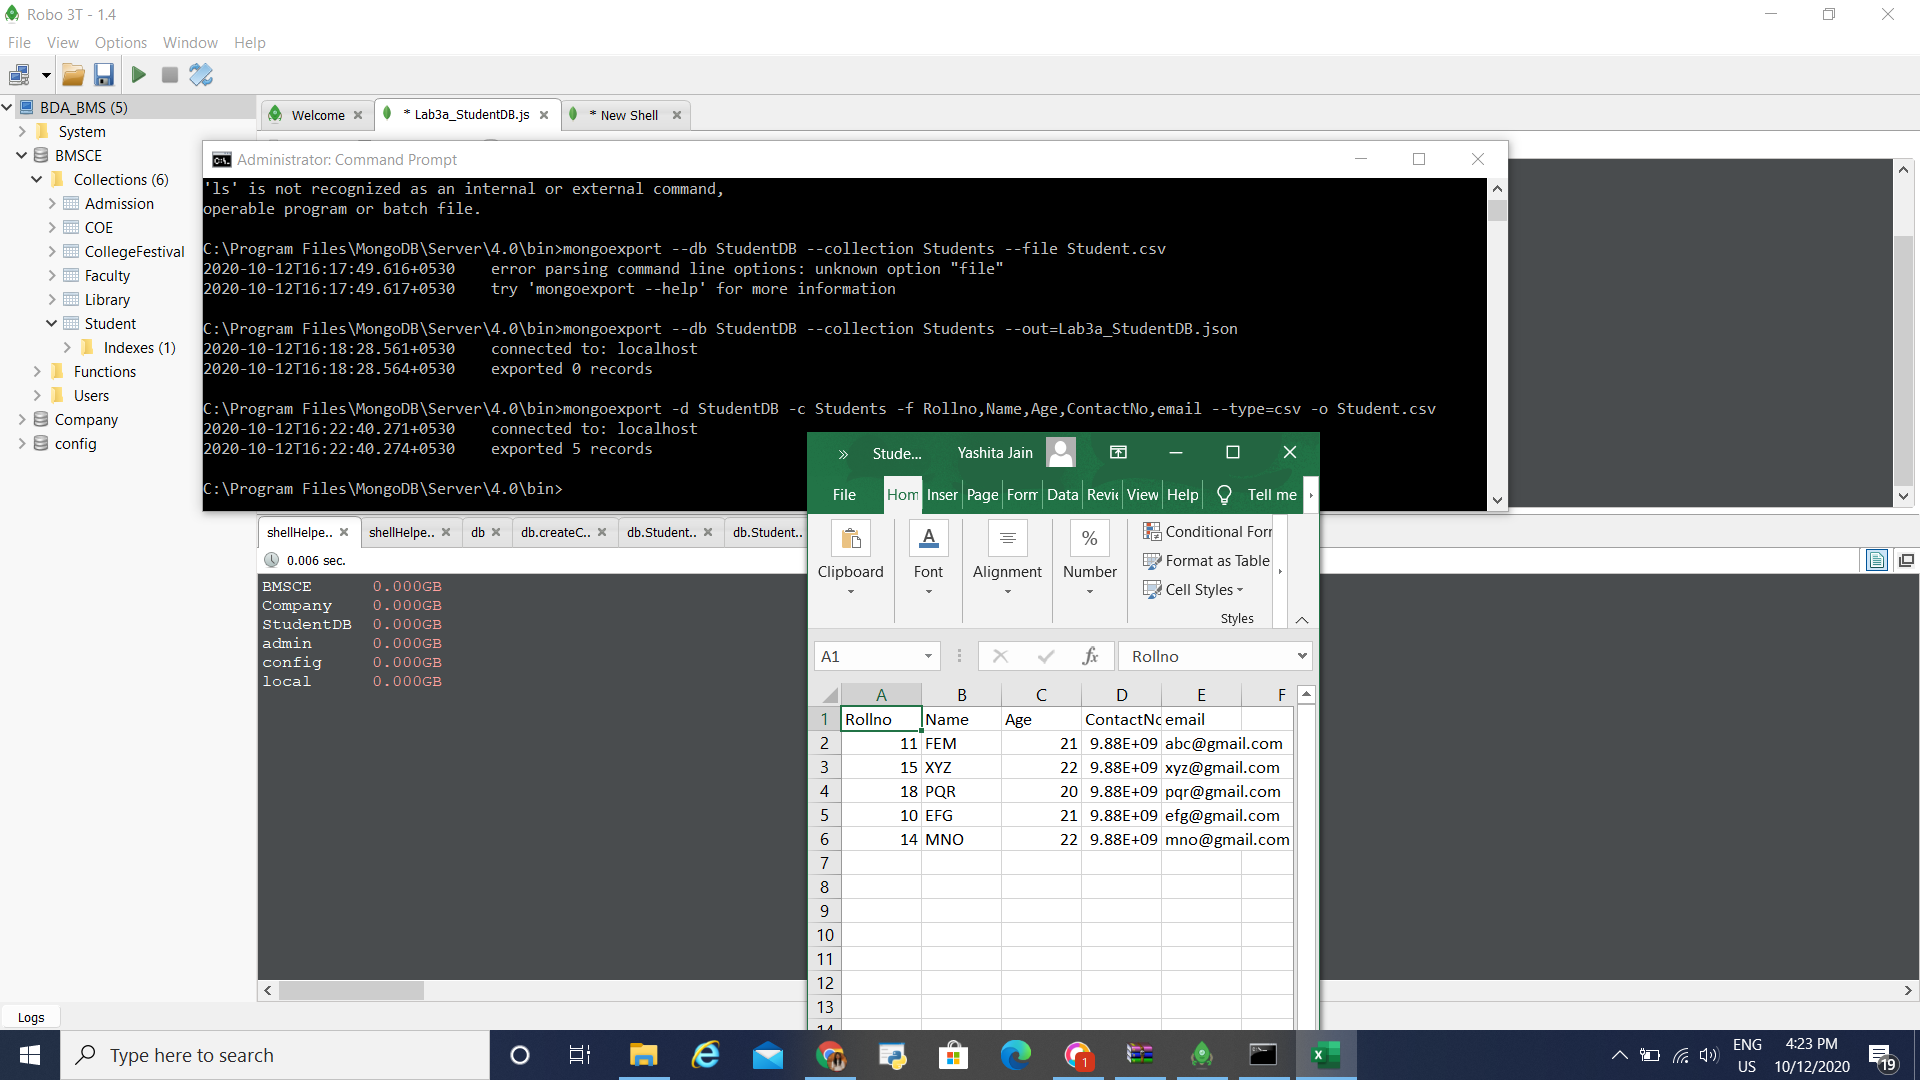 Robo 3T - 1.4
File View Options Window Help
BDA_BMS (5)
System
BMSCE
Collections (6)
Admission
COE
CollegeFestival
Faculty
Library
Student
Indexes (1)
Functions
Users
Company
config
Welcome
* Lab3a_StudentDB.js
* New Shell
Administrator: Command Prompt
'ls' is not recognized as an internal or external command,
operable program or batch file.
C:\Program Files\MongoDB\Server\4.0\bin>mongoexport --db StudentDB --collection Students --file Student.csv
2020-10-12T16:17:49.616+0530 error parsing command line options: unknown option "file"
2020-10-12T16:17:49.617+0530 try 'mongoexport --help' for more information
C:\Program Files\MongoDB\Server\4.0\bin>mongoexport --db StudentDB --collection Students --out=Lab3a_StudentDB.json
2020-10-12T16:18:28.561+0530 connected to: localhost
2020-10-12T16:18:28.564+0530 exported 0 records
C:\Program Files\MongoDB\Server\4.0\bin>mongoexport -d StudentDB -c Students -f Rollno,Name,Age,ContactNo,email --type=csv -o Student.csv
2020-10-12T16:22:40.271+0530 connected to: localhost
2020-10-12T16:22:40.274+0530 exported 5 records
C:\Program Files\MongoDB\Server\4.0\bin>
shellHelpe.. shellHelpe.. db db.createC.. db.Student.. db.Student..
0.006 sec.
BMSCE 0.000GB
Company 0.000GB
StudentDB 0.000GB
admin 0.000GB
config 0.000GB
local 0.000GB
Stude... Yashita Jain
File Hom Inser Page Forr Data Revi View Help Tell me
Clipboard Font Alignment Number
Conditional For
Format as Table
Cell Styles
Styles
A1 fx Rollno
A B C D E F
1 Rollno Name Age ContactNo email
2 11 FEM 21 9.88E+09 abc@gmail.com
3 15 XYZ 22 9.88E+09 xyz@gmail.com
4 18 PQR 20 9.88E+09 pqr@gmail.com
5 10 EFG 21 9.88E+09 efg@gmail.com
6 14 MNO 22 9.88E+09 mno@gmail.com
7
8
9
10
11
12
13
14
Logs
Type here to search
1
ENG
US
4:23 PM
10/12/2020
19